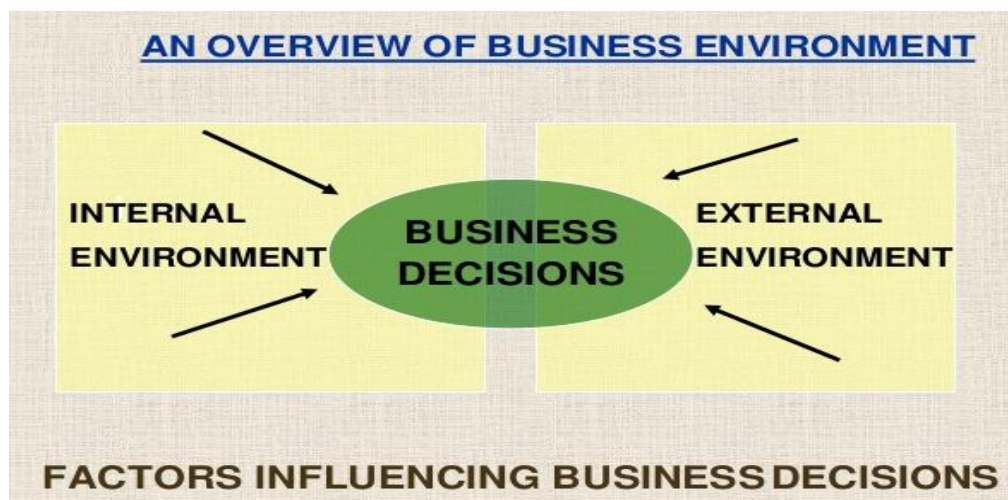 AN OVERVIEW OF BUSINESS ENVIRONMENT
INTERNAL
ENVIRONMENT
BUSINESS
DECISIONS
EXTERNAL
ENVIRONMENT
FACTORS INFLUENCING BUSINESS DECISIONS